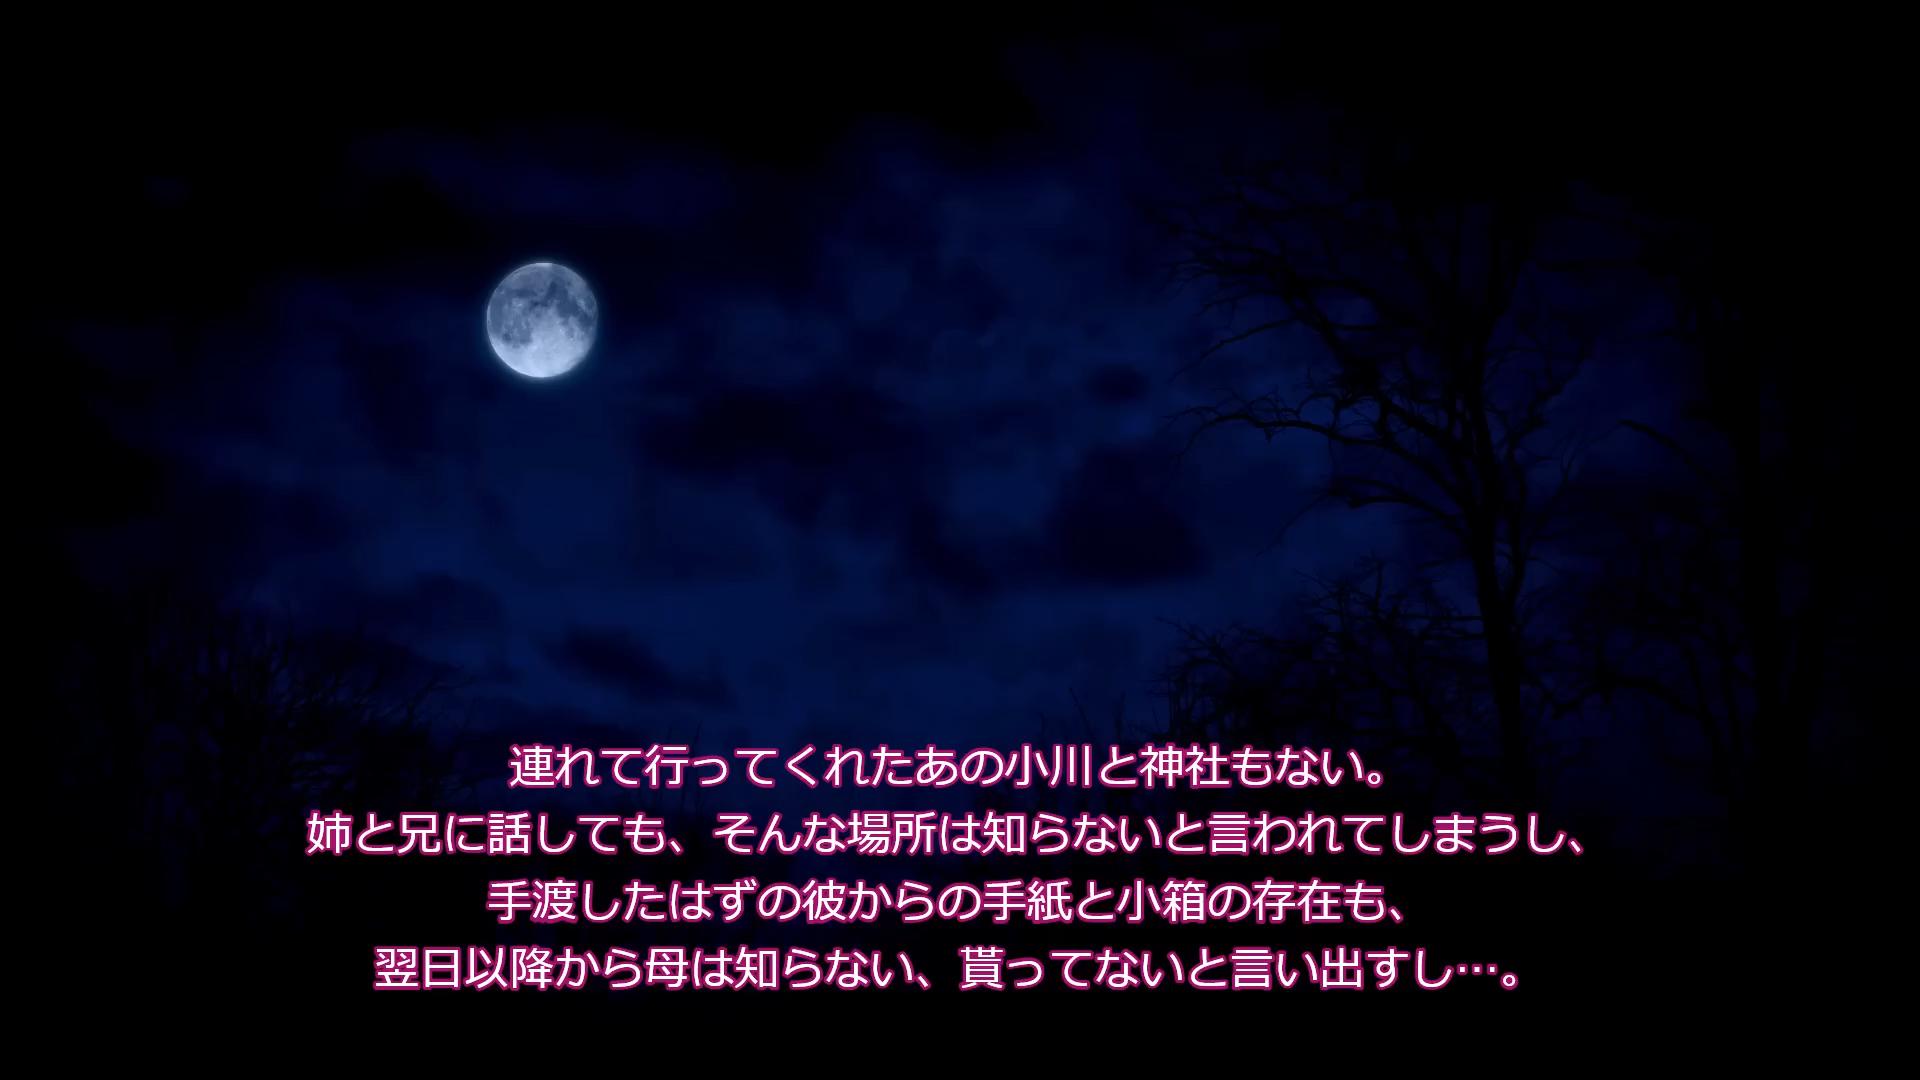 連れて行ってくれたあの小川と神社もない。
姉と兄に話しても、そんな場所は知らないと言われてしまうし、
手渡したはずの彼からの手紙と小箱の存在も、
翌日以降から母は知らない、貰ってないと言い出すし…。